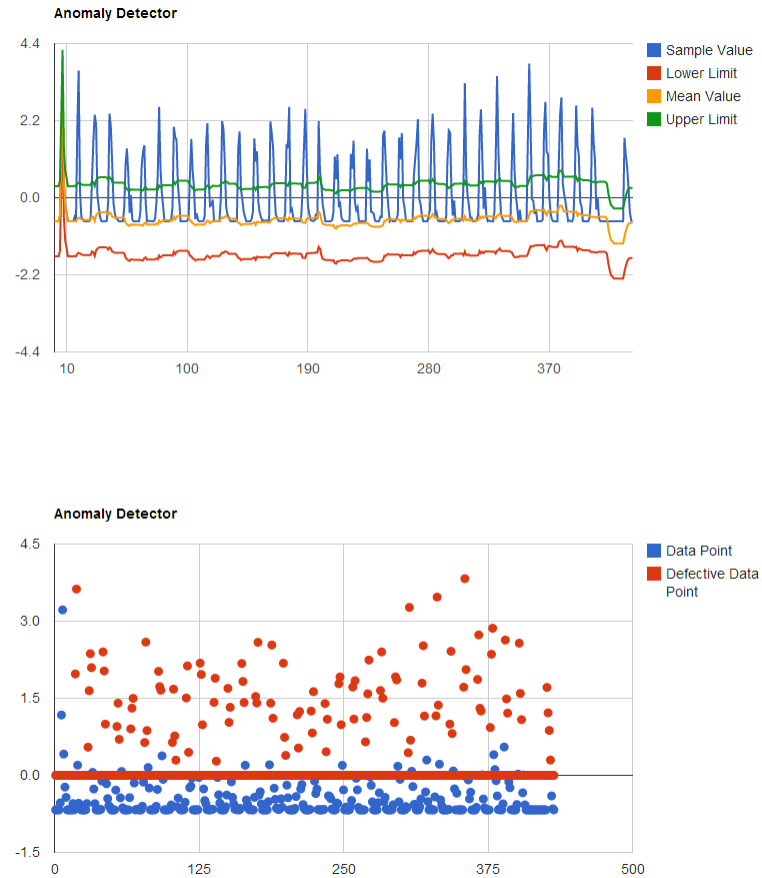 Anomaly Detector
4.4
2.2
0.0
-2.2
-4.4
10 100 190 280 370
Sample Value
Lower Limit
Mean Value
Upper Limit
Anomaly Detector
4.5
3.0
1.5
0.0
-1.5
0 125 250 375 500
Data Point
Defective Data
Point